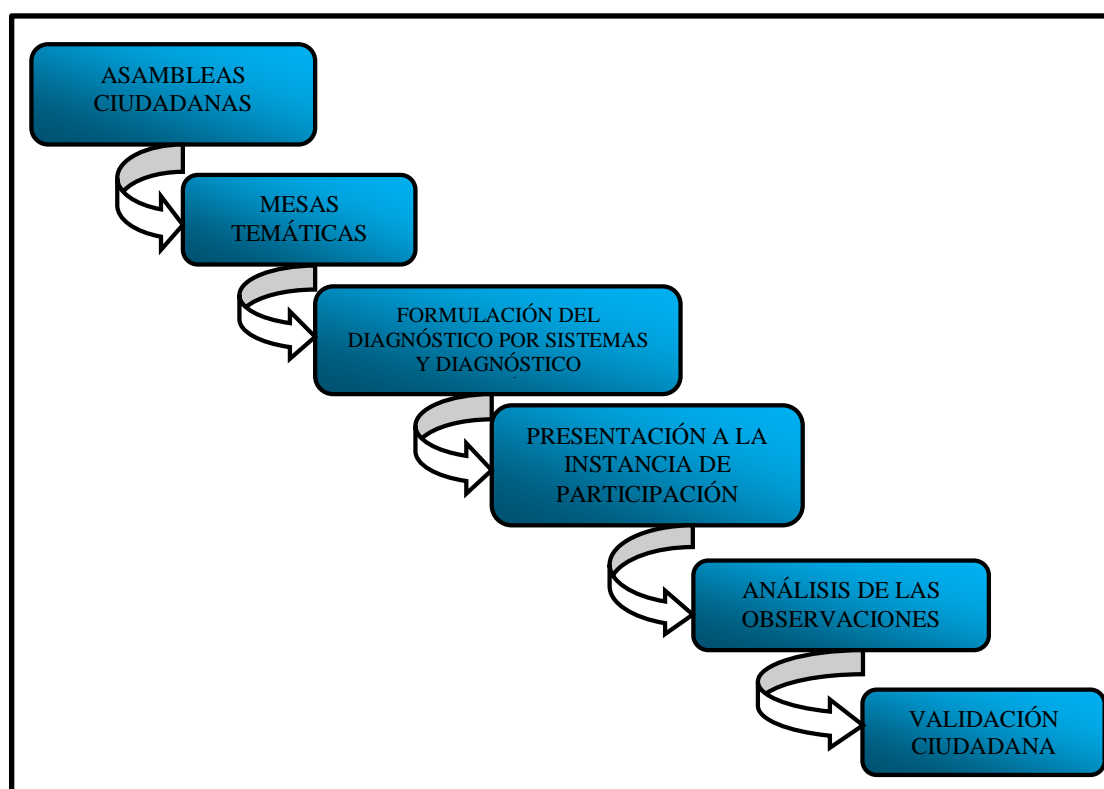 ASAMBLEAS
CIUDADANAS
MESAS
TEMÁTICAS
FORMULACIÓN DEL
DIAGNÓSTICO POR SISTEMAS
Y DIAGNÓSTICO
PRESENTACIÓN A LA
INSTANCIA DE
PARTICIPACIÓN
ANÁLISIS DE LAS
OBSERVACIONES
VALIDACIÓN
CIUDADANA